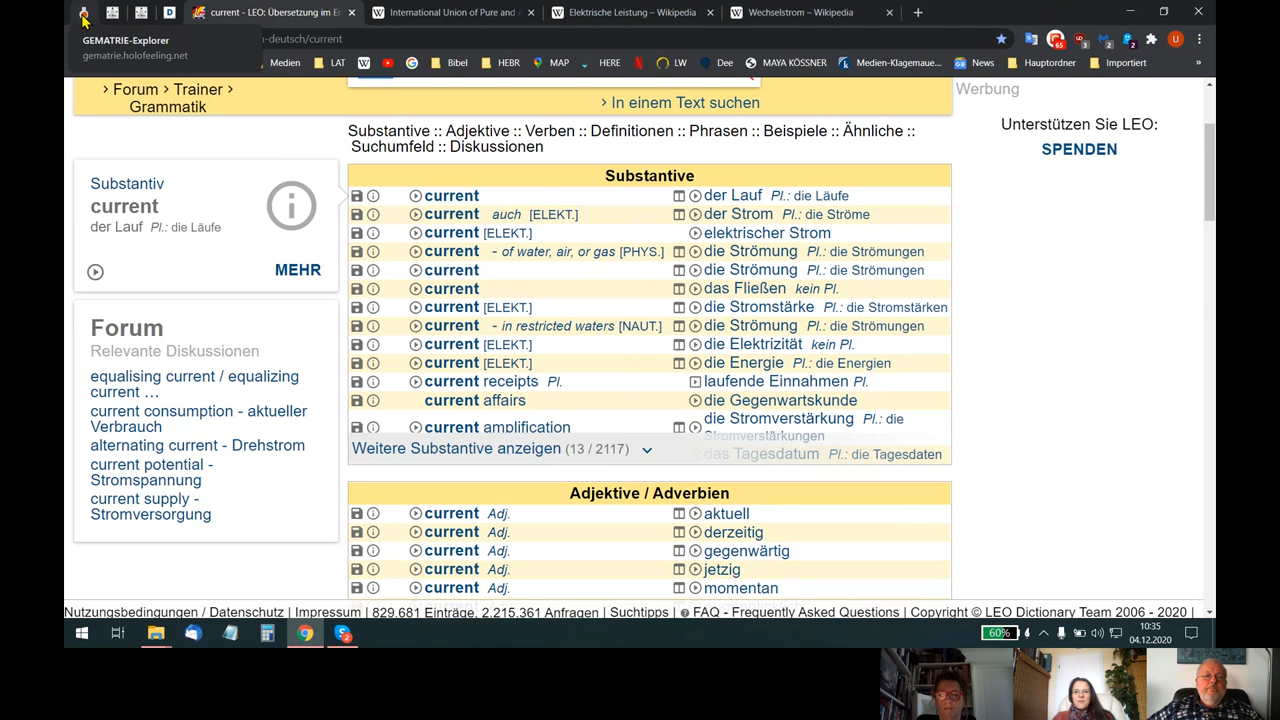 current - LEO: Übersetzung im En
International Union of Pure and A
Elektrische Leistung – Wikipedia
Wechselstrom – Wikipedia
GEMATRIE-Explorer
gematrie.holofeeling.net
n-deutsch/current
65
3
2
2
U
Medien
LAT
Bibel
HEBR
MAP
HERE
LW
Dee
MAYA KÖSSNER
Medien-Klagemaue...
News
Hauptordner
Importiert
»
› Forum › Trainer ›
Grammatik
› In einem Text suchen
Werbung
Unterstützen Sie LEO:
SPENDEN
Substantive :: Adjektive :: Verben :: Definitionen :: Phrasen :: Beispiele :: Ähnliche ::
Suchumfeld :: Diskussionen
Substantiv
current
der Lauf Pl.: die Läufe
MEHR
Forum
Relevante Diskussionen
equalising current / equalizing
current …
current consumption - aktueller
Verbrauch
alternating current - Drehstrom
current potential -
Stromspannung
current supply -
Stromversorgung
Substantive
current der Lauf Pl.: die Läufe
current auch [ELEKT.] der Strom Pl.: die Ströme
current [ELEKT.] elektrischer Strom
current - of water, air, or gas [PHYS.] die Strömung Pl.: die Strömungen
current die Strömung Pl.: die Strömungen
current das Fließen kein Pl.
current [ELEKT.] die Stromstärke Pl.: die Stromstärken
current - in restricted waters [NAUT.] die Strömung Pl.: die Strömungen
current [ELEKT.] die Elektrizität kein Pl.
current [ELEKT.] die Energie Pl.: die Energien
current receipts Pl. laufende Einnahmen Pl.
current affairs die Gegenwartskunde
current amplification die Stromverstärkung Pl.: die
Stromverstärkungen
Weitere Substantive anzeigen (13 / 2117)
das Tagesdatum Pl.: die Tagesdaten
Adjektive / Adverbien
current Adj. aktuell
current Adj. derzeitig
current Adj. gegenwärtig
current Adj. jetzig
current Adj. momentan
Nutzungsbedingungen / Datenschutz | Impressum | 829.681 Einträge, 2.215.361 Anfragen | Suchtipps | FAQ - Frequently Asked Questions | Copyright © LEO Dictionary Team 2006 - 2020 |
60%
10:35
04.12.2020